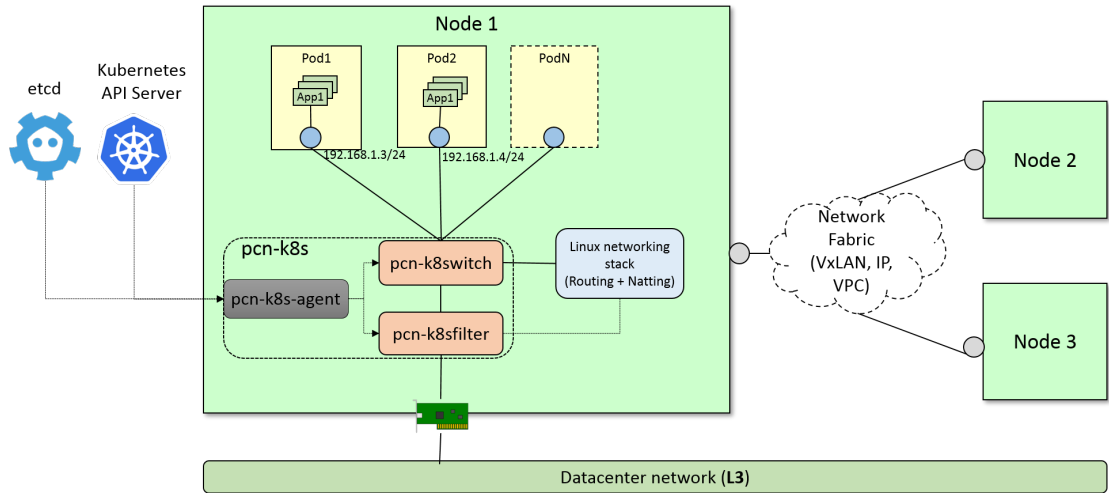 Node 1
Pod1
Pod2
PodN
App1
App1
192.168.1.3/24
192.168.1.4/24
etcd
Kubernetes
API Server
pcn-k8s
pcn-k8switch
pcn-k8s-agent
pcn-k8sfilter
Linux networking
stack
(Routing + Natting)
Network
Fabric
(VxLAN, IP,
VPC)
Node 2
Node 3
Datacenter network (L3)